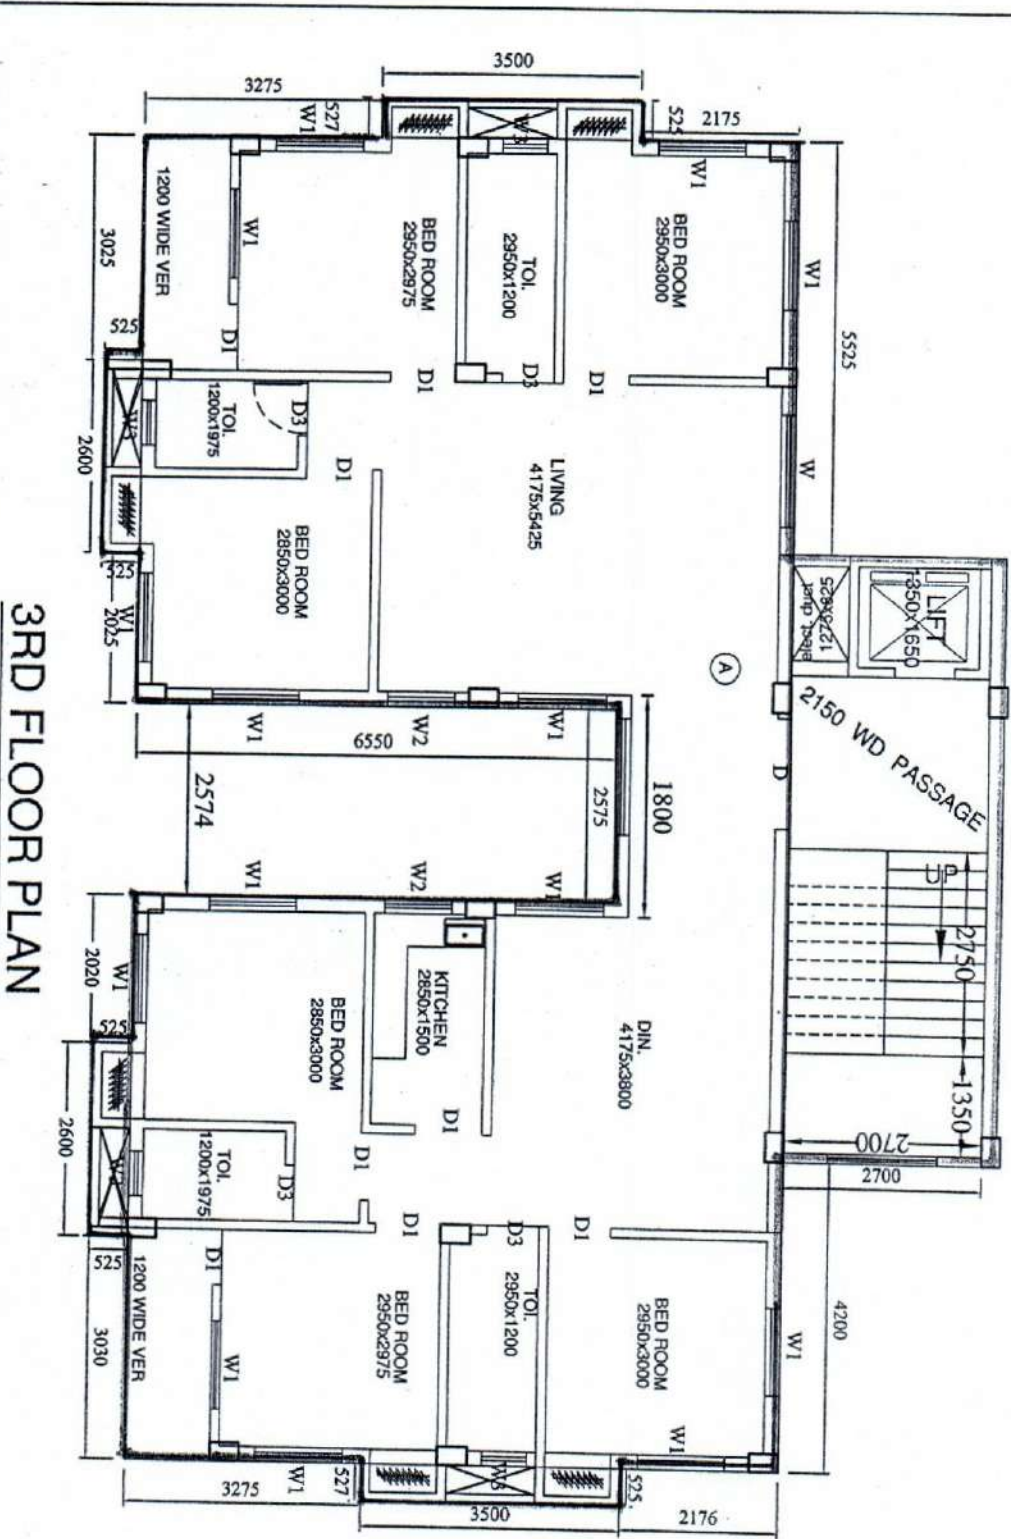 3500
3275
527
W1
W3
525
2175
W1
1200 WIDE VER
W1
BED ROOM
2950x2975
TOI.
2950x1200
BED ROOM
2950x3000
W1
5525
3025
525
D1
D1
D3
D1
W
2600
W3
TOI.
1200x1975
D3
D1
LIVING
4175x5425
BED ROOM
2850x3000
525
W1
2025
LIFT
1350x1650
1275x625
elect. duct
A
2150 WD PASSAGE
D
W1
W2
W1
6550
2574
2575
1800
W1
W2
W1
2750
1350
2700
2700
KITCHEN
2850x1500
DIN.
4175x3800
BED ROOM
2850x3000
W1
2020
525
D1
D1
2600
TOI.
1200x1975
D3
D1
D3
D1
525
D1
1200 WIDE VER
3030
W1
BED ROOM
2950x2975
TOI.
2950x1200
BED ROOM
2950x3000
W1
4200
W1
W3
W1
3275
527
3500
525
2176
3RD FLOOR PLAN